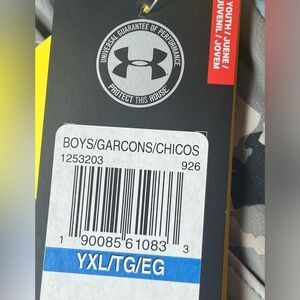 UNIVERSAL GUARANTEE OF PERFORMANCE
PROTECT THIS HOUSE
YOUTH / JUENE /
JUVENIL / JOVEM
BOYS/GARCONS/CHICOS
1253203 926
1 90085 61083 3
YXL/TG/EG